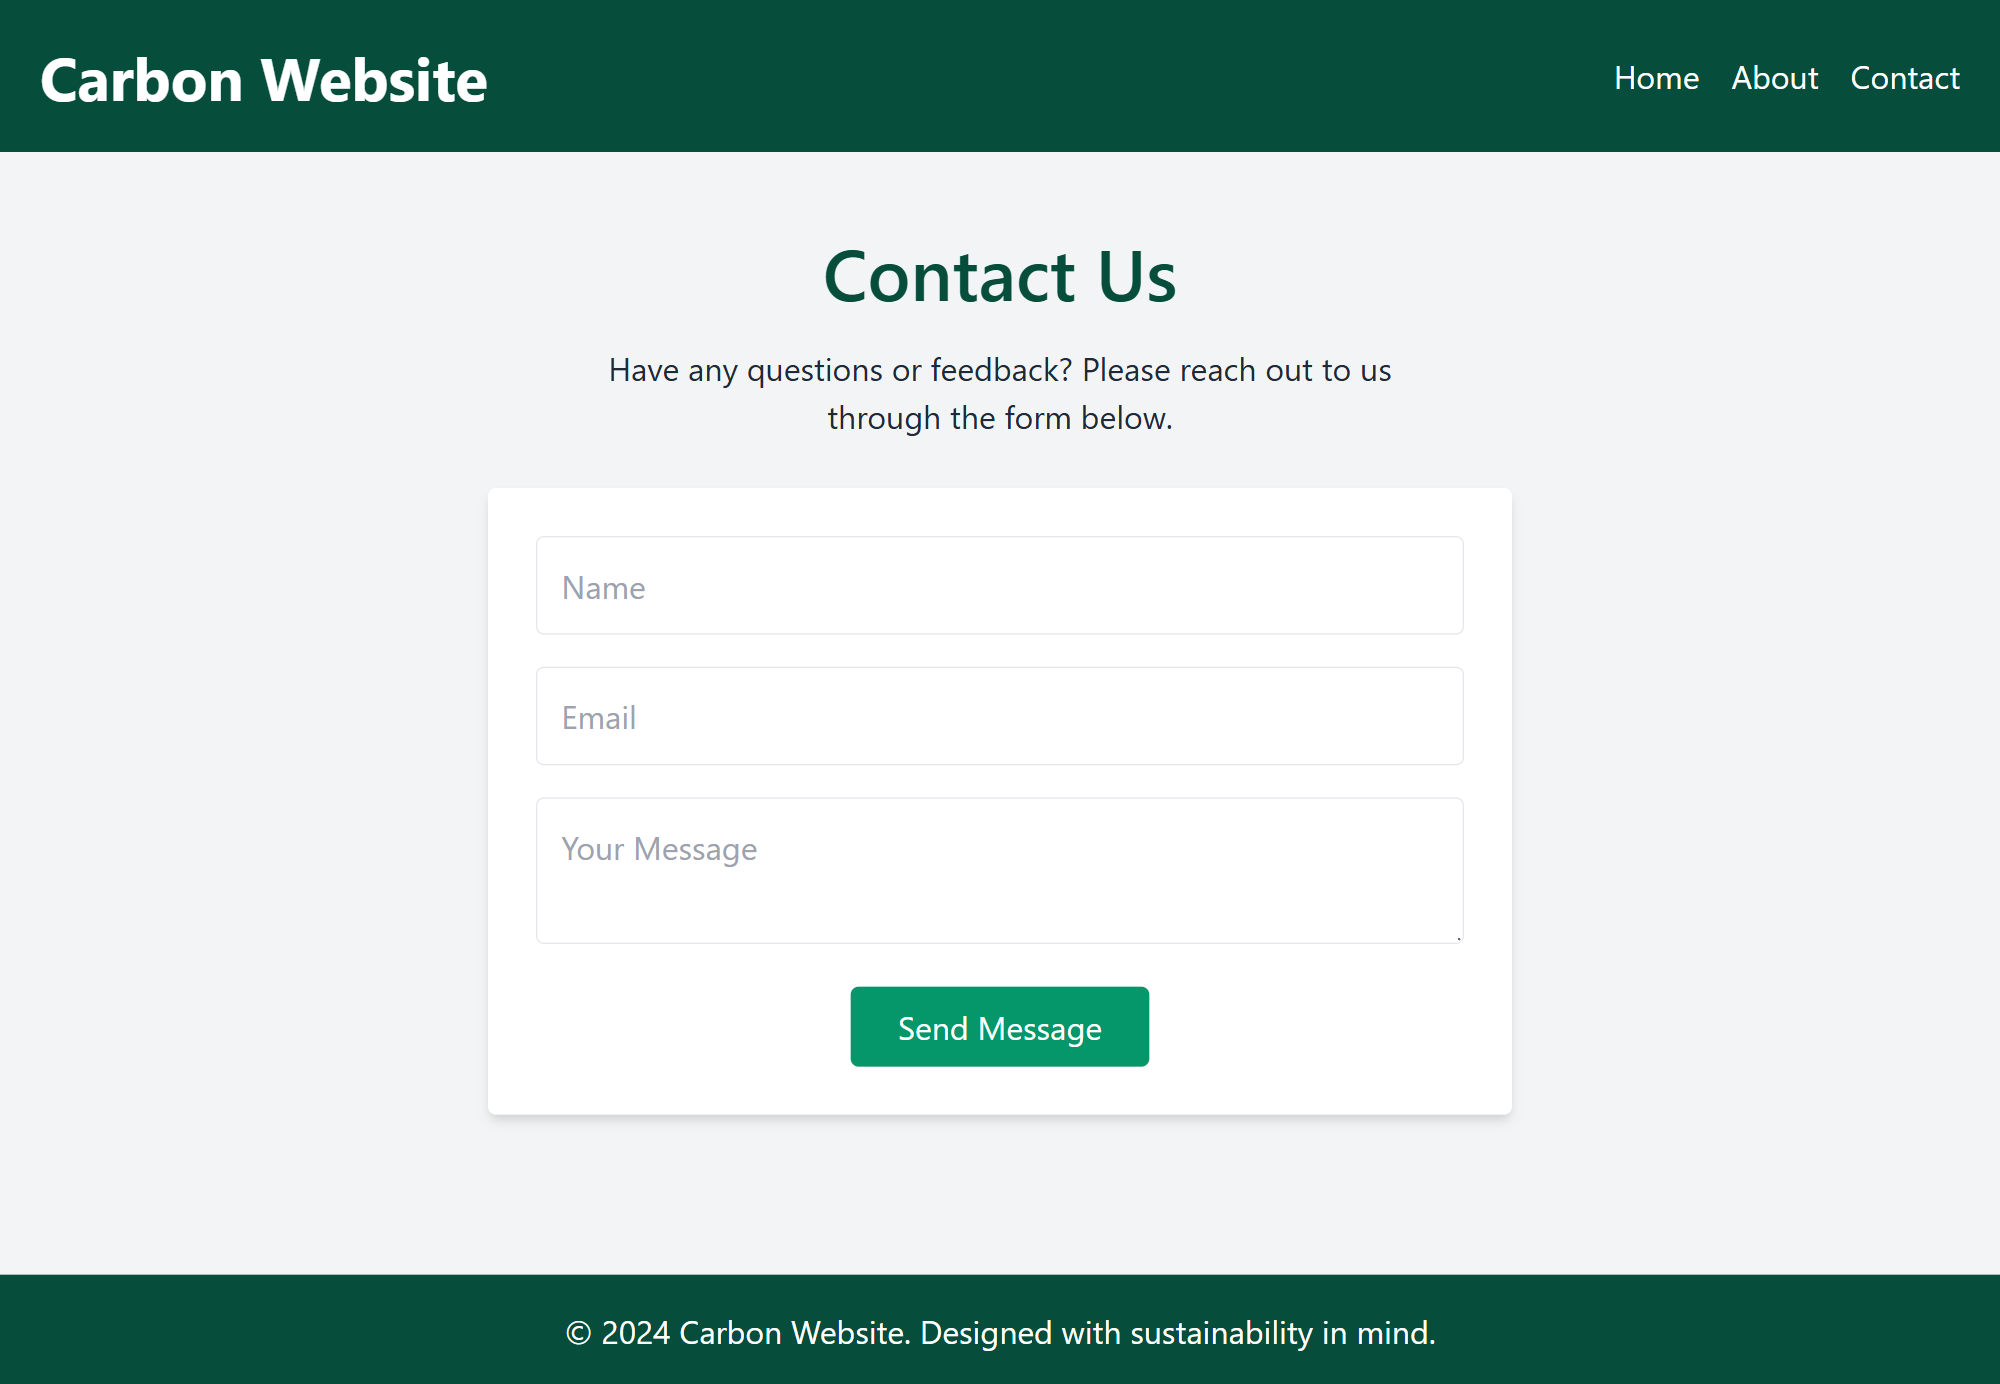 Carbon Website
Home About Contact
Contact Us
Have any questions or feedback? Please reach out to us
through the form below.
Name
Email
Your Message
Send Message
© 2024 Carbon Website. Designed with sustainability in mind.